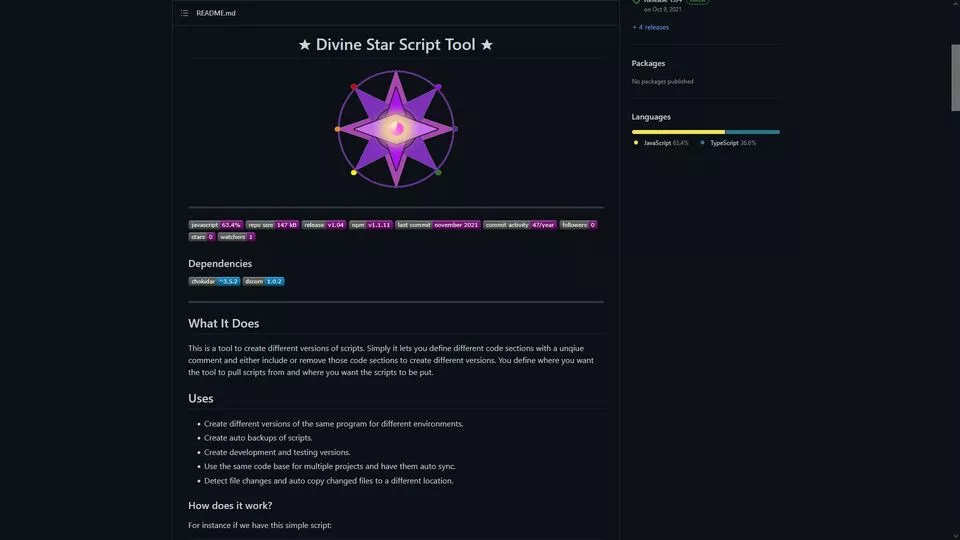 README.md
★ Divine Star Script Tool ★
javascript 63.4% repo size 147 kB release v1.04 npm v1.1.11 last commit november 2021 commit activity 47/year followers 0
stars 0 watchers 1
Dependencies
chokidar ^3.5.2 dscom 1.0.2
What It Does
This is a tool to create different versions of scripts. Simply it lets you define different code sections with a unqiue
comment and either include or remove those code sections to create different versions. You define where you want
the tool to pull scripts from and where you want the scripts to be put.
Uses
• Create different versions of the same program for different environments.
• Create auto backups of scripts.
• Create development and testing versions.
• Use the same code base for multiple projects and have them auto sync.
• Detect file changes and auto copy changed files to a different location.
How does it work?
For instance if we have this simple script:
on Oct 9, 2021
+ 4 releases
Packages
No packages published
Languages
JavaScript 63.4% TypeScript 36.6%